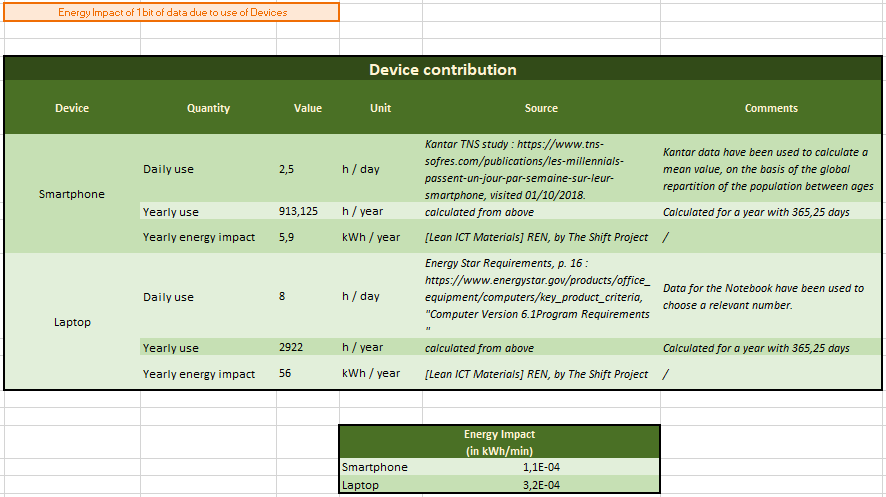 Energy Impact of 1 bit of data due to use of Devices
Device contribution
Device Quantity Value Unit Source Comments
Smartphone
Daily use 2,5 h / day
Kantar TNS study : https://www.tns-
sofres.com/publications/les-millennials-
passent-un-jour-par-semaine-sur-leur-
smartphone, visited 01/10/2018.
Kantar data have been used to calculate a
mean value, on the basis of the global
repartition of the population between ages
Yearly use 913,125 h / year calculated from above Calculated for a year with 365,25 days
Yearly energy impact 5,9 kWh / year [Lean ICT Materials] REN, by The Shift Project /
Laptop
Daily use 8 h / day
Energy Star Requirements, p. 16 :
https://www.energystar.gov/products/office_
equipment/computers/key_product_criteria,
"Computer Version 6.1Program Requirements
"
Data for the Notebook have been used to
choose a relevant number.
Yearly use 2922 h / year calculated from above Calculated for a year with 365,25 days
Yearly energy impact 56 kWh / year [Lean ICT Materials] REN, by The Shift Project /
Energy Impact
(in kWh/min)
Smartphone 1,1E-04
Laptop 3,2E-04